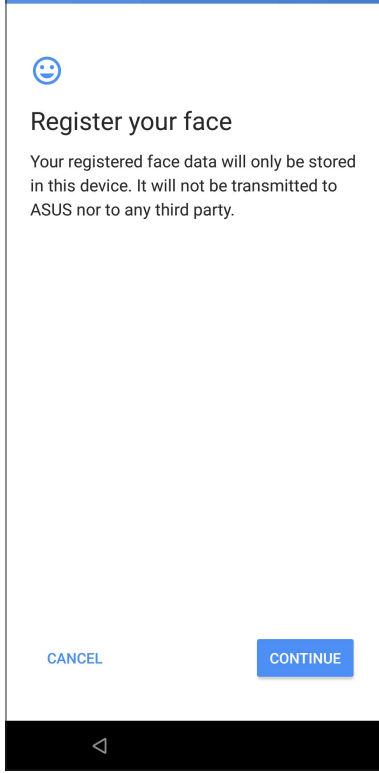 Register your face
Your registered face data will only be stored
in this device. It will not be transmitted to
ASUS nor to any third party.
CANCEL
CONTINUE